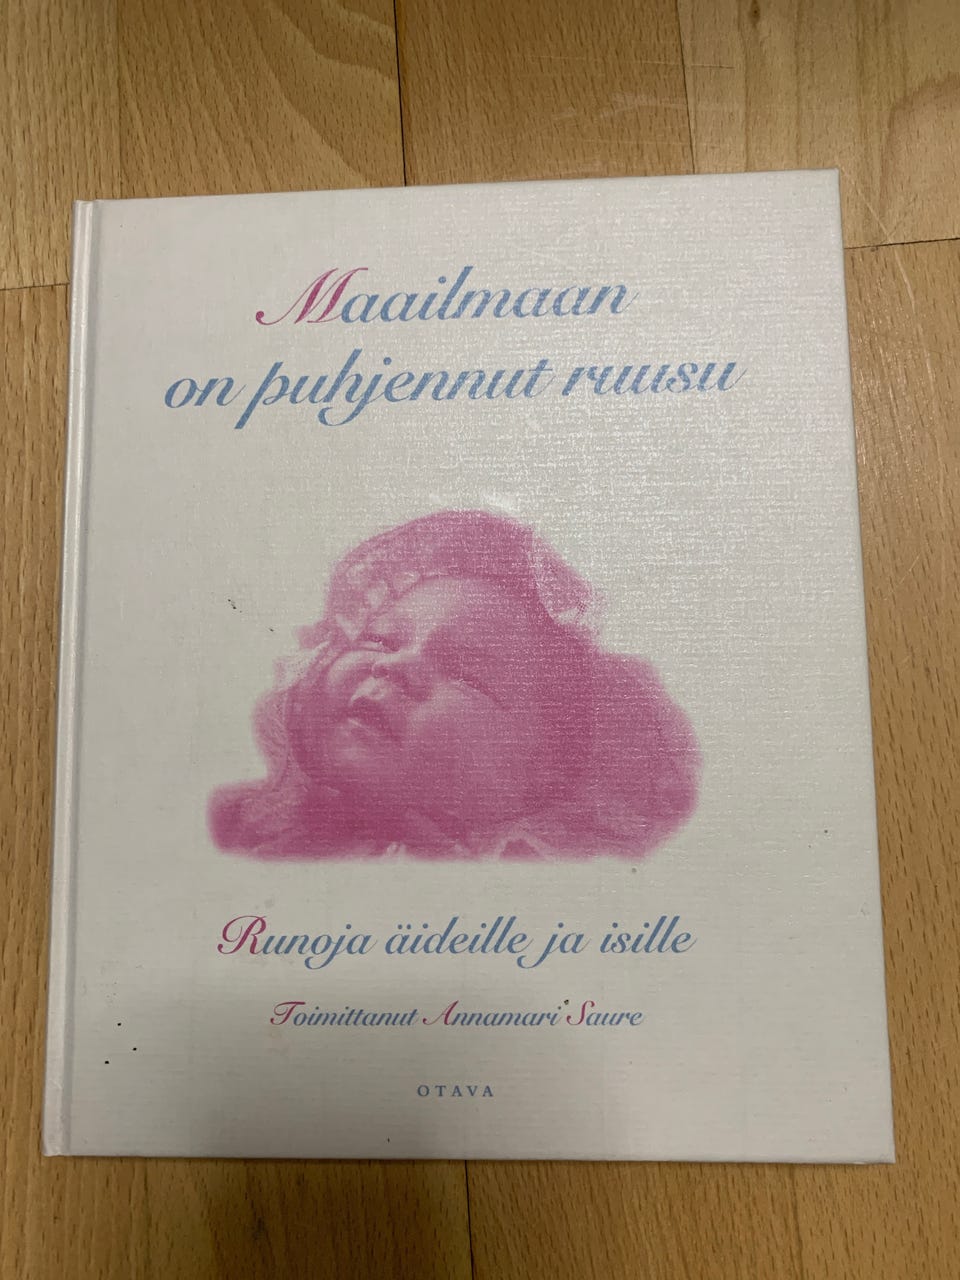 Maailmaan
on puhjennut ruusu
Runoja äideille ja isille
Toimittanut Annamari Saure
OTAVA